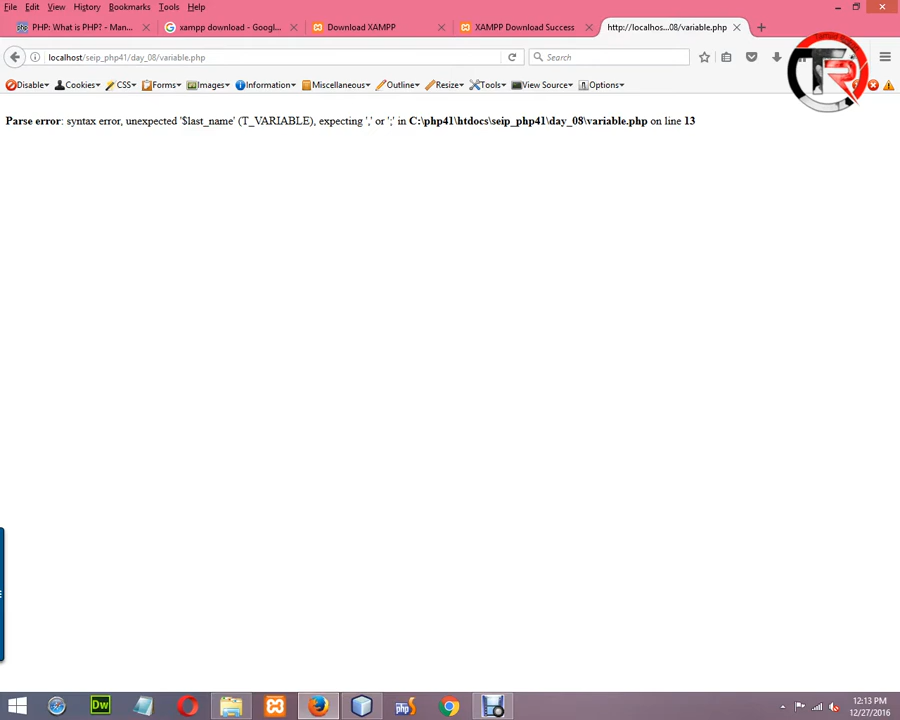 File Edit View History Bookmarks Tools Help
PHP: What is PHP? - Man...
xampp download - Googl...
Download XAMPP
XAMPP Download Success
http://localhos...08/variable.php
localhost/seip_php41/day_08/variable.php
Search
Disable Cookies CSS Forms Images Information Miscellaneous Outline Resize Tools View Source Options
Parse error: syntax error, unexpected '$last_name' (T_VARIABLE), expecting ',' or ';' in C:\php41\htdocs\seip_php41\day_08\variable.php on line 13
TR
Dw
php
12:13 PM
12/27/2016